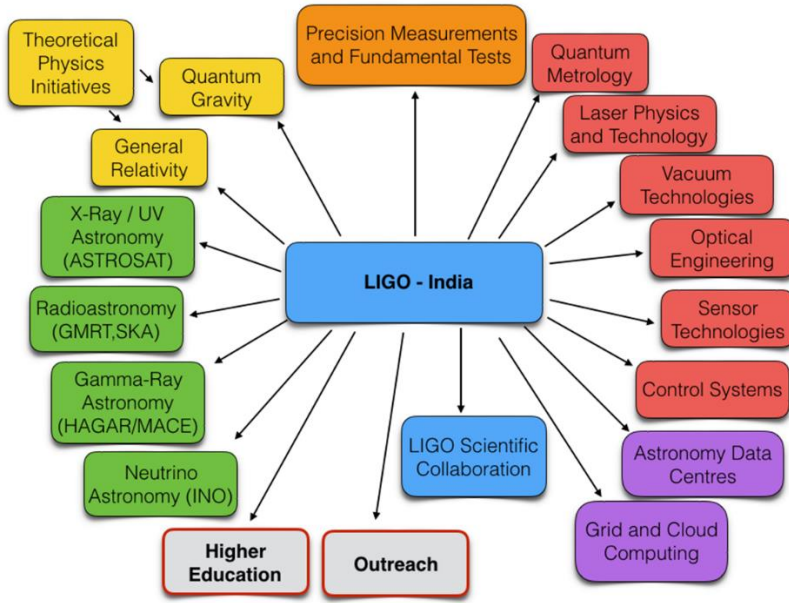 Theoretical
Physics
Initiatives
Quantum
Gravity
General
Relativity
Precision Measurements
and Fundamental Tests
Quantum
Metrology
Laser Physics
and Technology
Vacuum
Technologies
Optical
Engineering
Sensor
Technologies
Control Systems
X-Ray / UV
Astronomy
(ASTROSAT)
LIGO - India
Radioastronomy
(GMRT,SKA)
Gamma-Ray
Astronomy
(HAGAR/MACE)
Neutrino
Astronomy (INO)
LIGO Scientific
Collaboration
Astronomy Data
Centres
Grid and Cloud
Computing
Higher
Education
Outreach